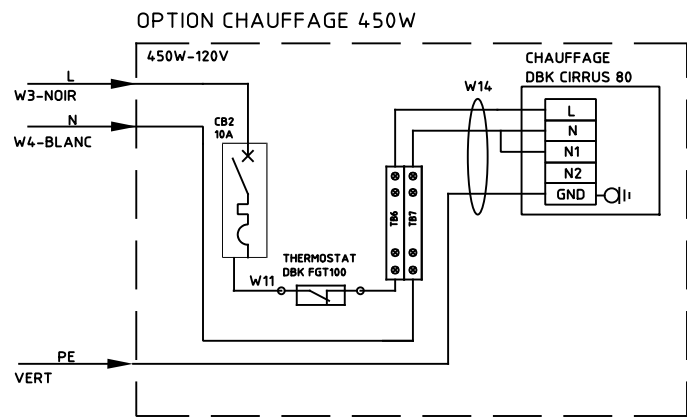 OPTION CHAUFFAGE 450W
450W-120V
CHAUFFAGE
DBK CIRRUS 80
L
W3-NOIR
N
W4-BLANC
CB2
10A
W14
L
N
N1
N2
GND
TB6
TB7
THERMOSTAT
DBK FGT100
W11
PE
VERT